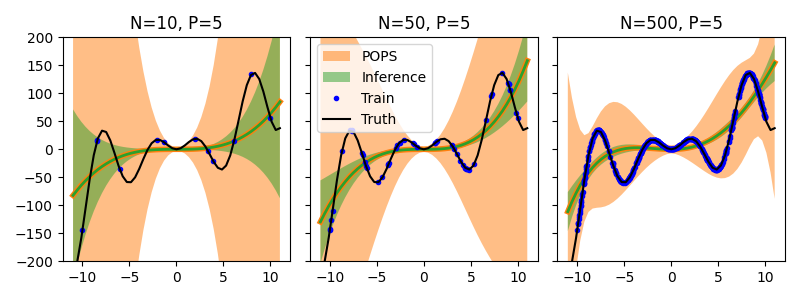 N=10, P=5
N=50, P=5
N=500, P=5
200
150
100
50
0
−50
−100
−150
−200
POPS
Inference
Train
Truth
−10 −5 0 5 10
−10 −5 0 5 10
−10 −5 0 5 10